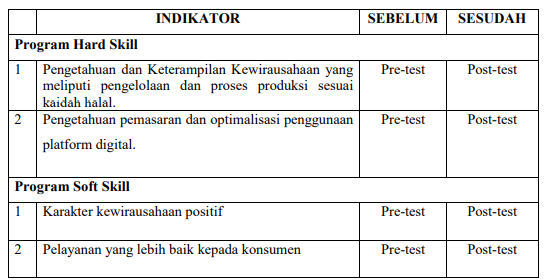 INDIKATOR SEBELUM SESUDAH
Program Hard Skill
1 Pengetahuan dan Keterampilan Kewirausahaan yang Pre-test Post-test
meliputi pengelolaan dan proses produksi sesuai
kaidah halal.
2 Pengetahuan pemasaran dan optimalisasi penggunaan Pre-test Post-test
platform digital.
Program Soft Skill
1 Karakter kewirausahaan positif Pre-test Post-test
2 Pelayanan yang lebih baik kepada konsumen Pre-test Post-test